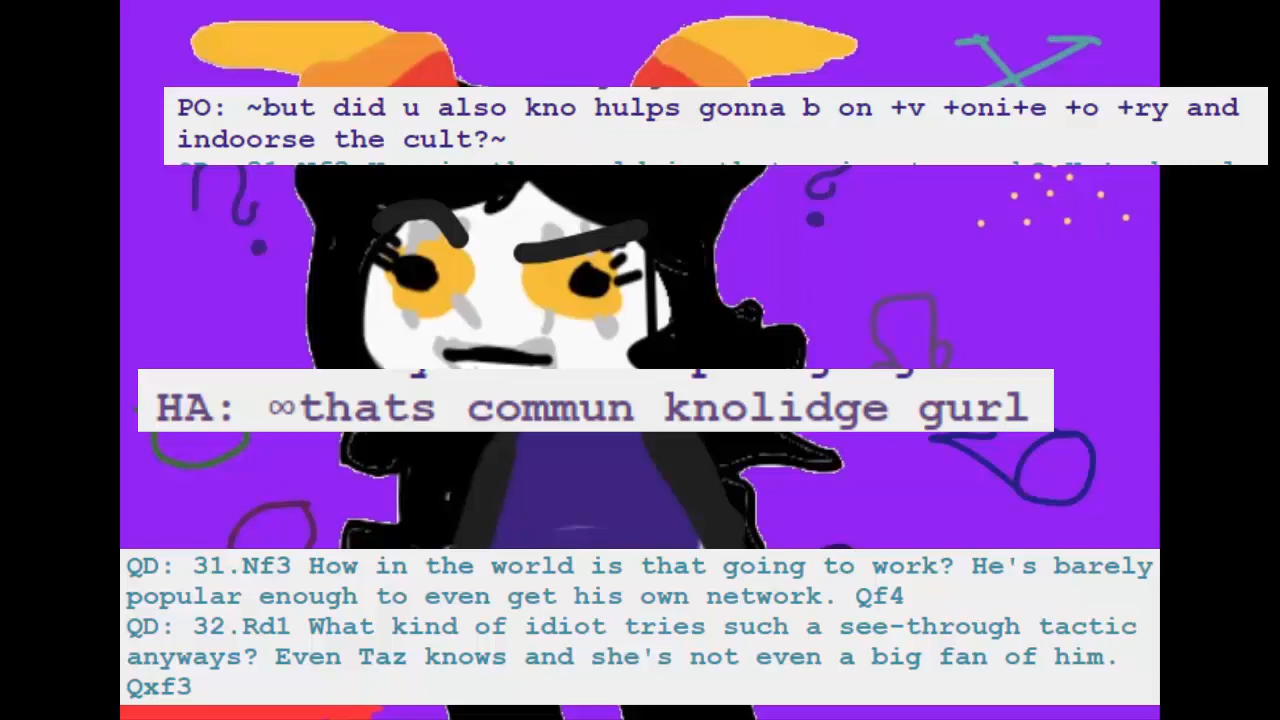 PO: ~but did u also kno hulps gonna b on +v +oni+e +o +ry and
indoorse the cult?~
HA: ∞thats commun knolidge gurl
QD: 31.Nf3 How in the world is that going to work? He's barely
popular enough to even get his own network. Qf4
QD: 32.Rd1 What kind of idiot tries such a see-through tactic
anyways? Even Taz knows and she's not even a big fan of him.
Qxf3